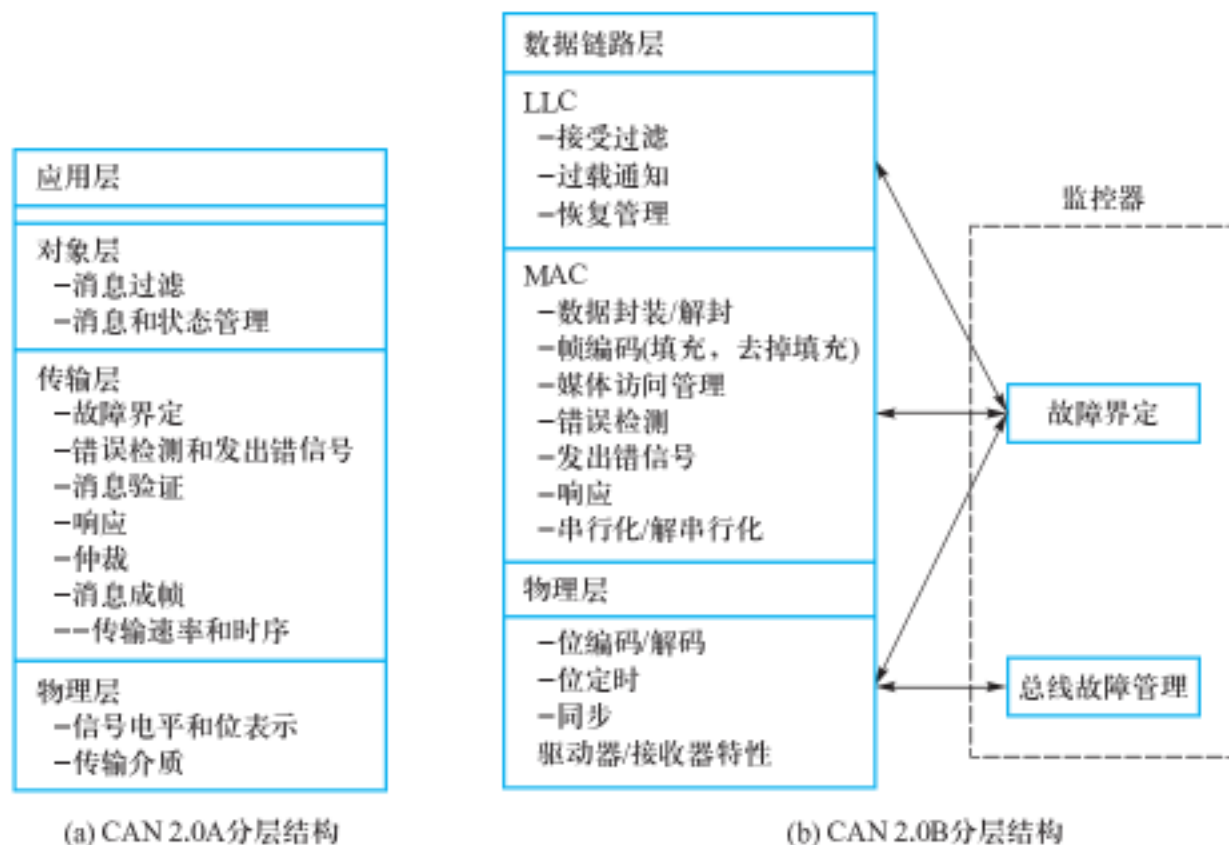 应用层
对象层
-消息过滤
-消息和状态管理
传输层
-故障界定
-错误检测和发出错信号
-消息验证
-响应
-仲裁
-消息成帧
--传输速率和时序
物理层
-信号电平和位表示
-传输介质
(a) CAN 2.0A分层结构
数据链路层
LLC
-接受过滤
-过载通知
-恢复管理
MAC
-数据封装/解封
-帧编码(填充，去掉填充)
-媒体访问管理
-错误检测
-发出错信号
-响应
-串行化/解串行化
物理层
-位编码/解码
-位定时
-同步
驱动器/接收器特性
监控器
故障界定
总线故障管理
(b) CAN 2.0B分层结构